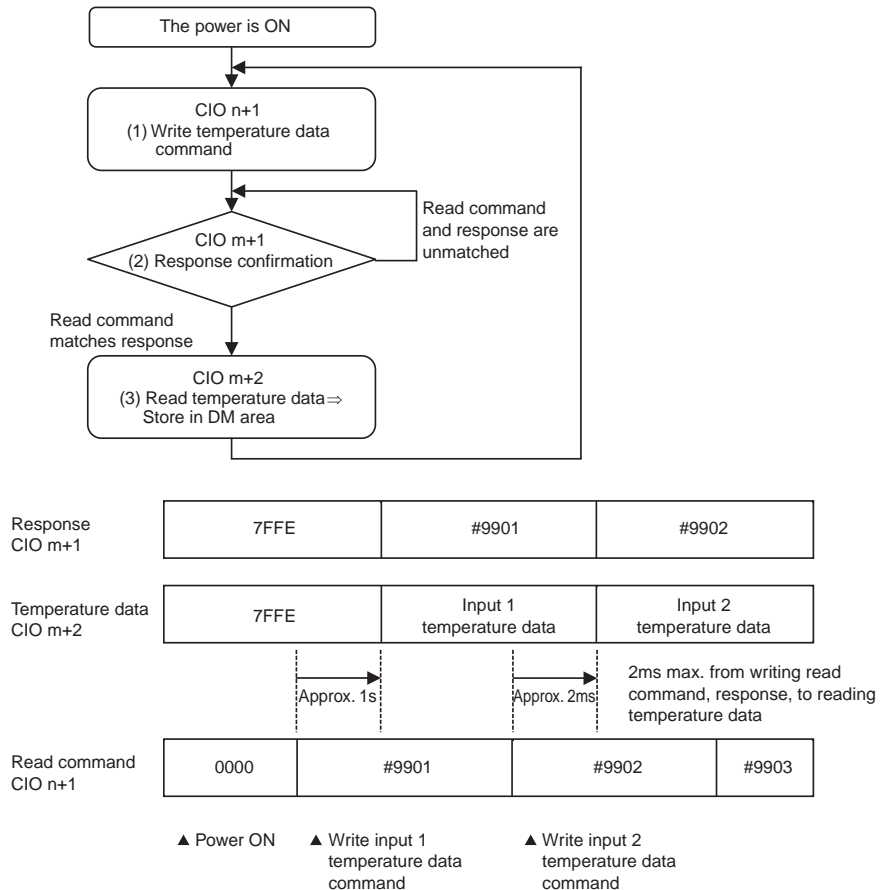 The power is ON
CIO n+1
(1) Write temperature data
command
CIO m+1
(2) Response confirmation
Read command
and response are
unmatched
Read command
matches response
CIO m+2
(3) Read temperature data⇒
Store in DM area
Response
CIO m+1
7FFE
#9901
#9902
Temperature data
CIO m+2
7FFE
Input 1
temperature data
Input 2
temperature data
Approx. 1s
Approx. 2ms
2ms max. from writing read
command, response, to reading
temperature data
Read command
CIO n+1
0000
#9901
#9902
#9903
▲ Power ON
▲ Write input 1
temperature data
command
▲ Write input 2
temperature data
command